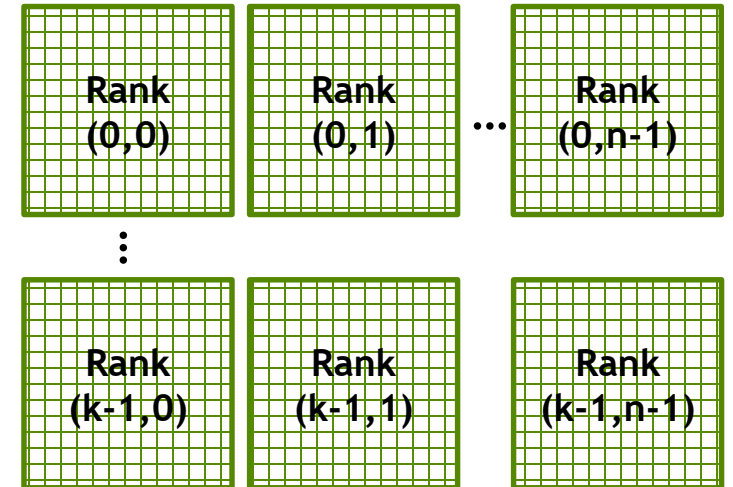 Rank
(0,0)
Rank
(0,1)
...
Rank
(0,n-1)
⋮
Rank
(k-1,0)
Rank
(k-1,1)
Rank
(k-1,n-1)